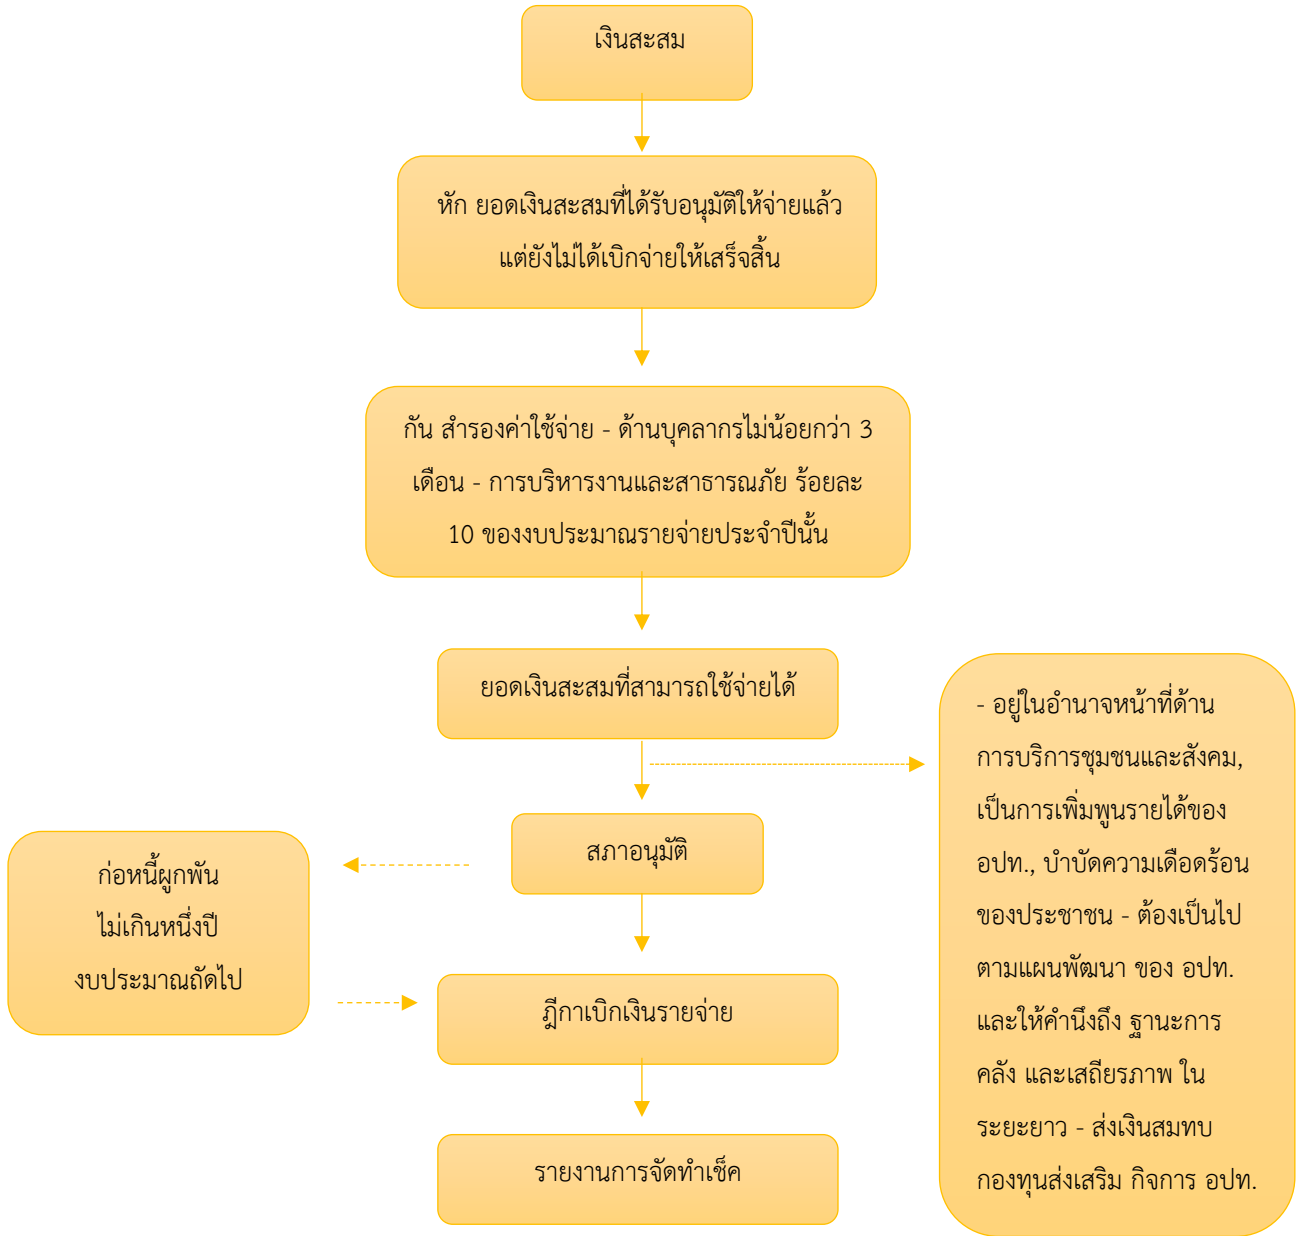 เงินสะสม
หัก ยอดเงินสะสมที่ได้รับอนุมัติให้จ่ายแล้ว
แต่ยังไม่ได้เบิกจ่ายให้เสร็จสิ้น
กัน สำรองค่าใช้จ่าย - ด้านบุคลากรไม่น้อยกว่า 3
เดือน - การบริหารงานและสาธารณภัย ร้อยละ
10 ของงบประมาณรายจ่ายประจำปีนั้น
ยอดเงินสะสมที่สามารถใช้จ่ายได้
- อยู่ในอำนาจหน้าที่ด้าน
การบริการชุมชนและสังคม,
เป็นการเพิ่มพูนรายได้ของ
อปท., บำบัดความเดือดร้อน
ของประชาชน - ต้องเป็นไป
ตามแผนพัฒนา ของ อปท.
และให้คำนึงถึง ฐานะการ
คลัง และเสถียรภาพ ใน
ระยะยาว - ส่งเงินสมทบ
กองทุนส่งเสริม กิจการ อปท.
สภาอนุมัติ
ก่อหนี้ผูกพัน
ไม่เกินหนึ่งปี
งบประมาณถัดไป
ฎีกาเบิกเงินรายจ่าย
รายงานการจัดทำเช็ค